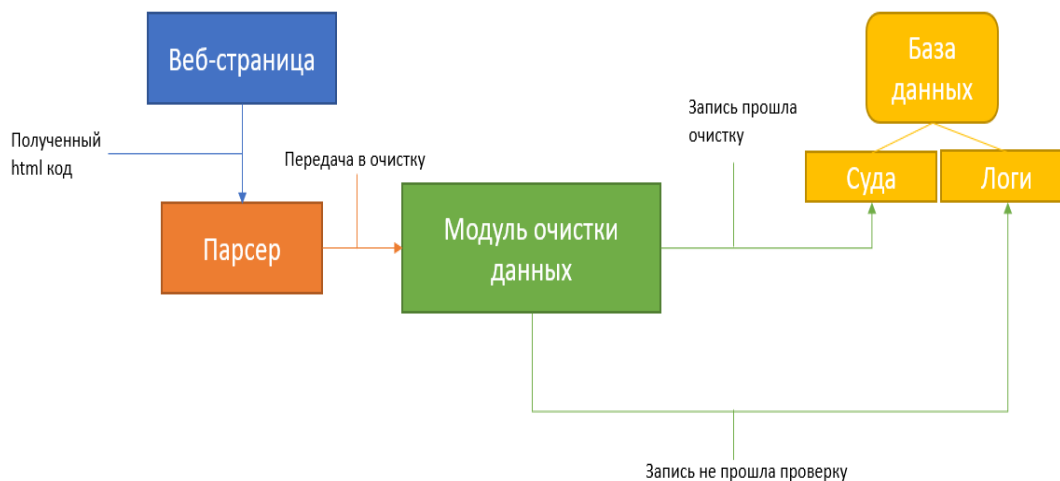 Веб-страница
База
данных
Полученный
html код
Запись прошла
очистку
Передача в очистку
Суда
Логи
Парсер
Модуль очистки
данных
Запись не прошла проверку